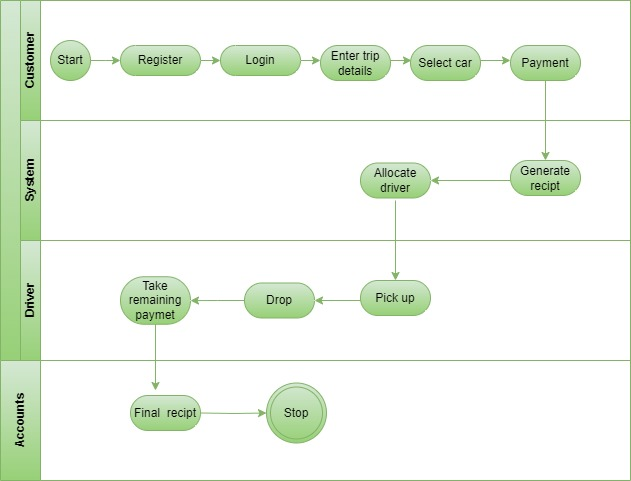 Customer
Start
Register
Login
Enter trip
details
Select car
Payment
System
Allocate
driver
Generate
recipt
Driver
Take
remaining
paymet
Drop
Pick up
Accounts
Final recipt
Stop